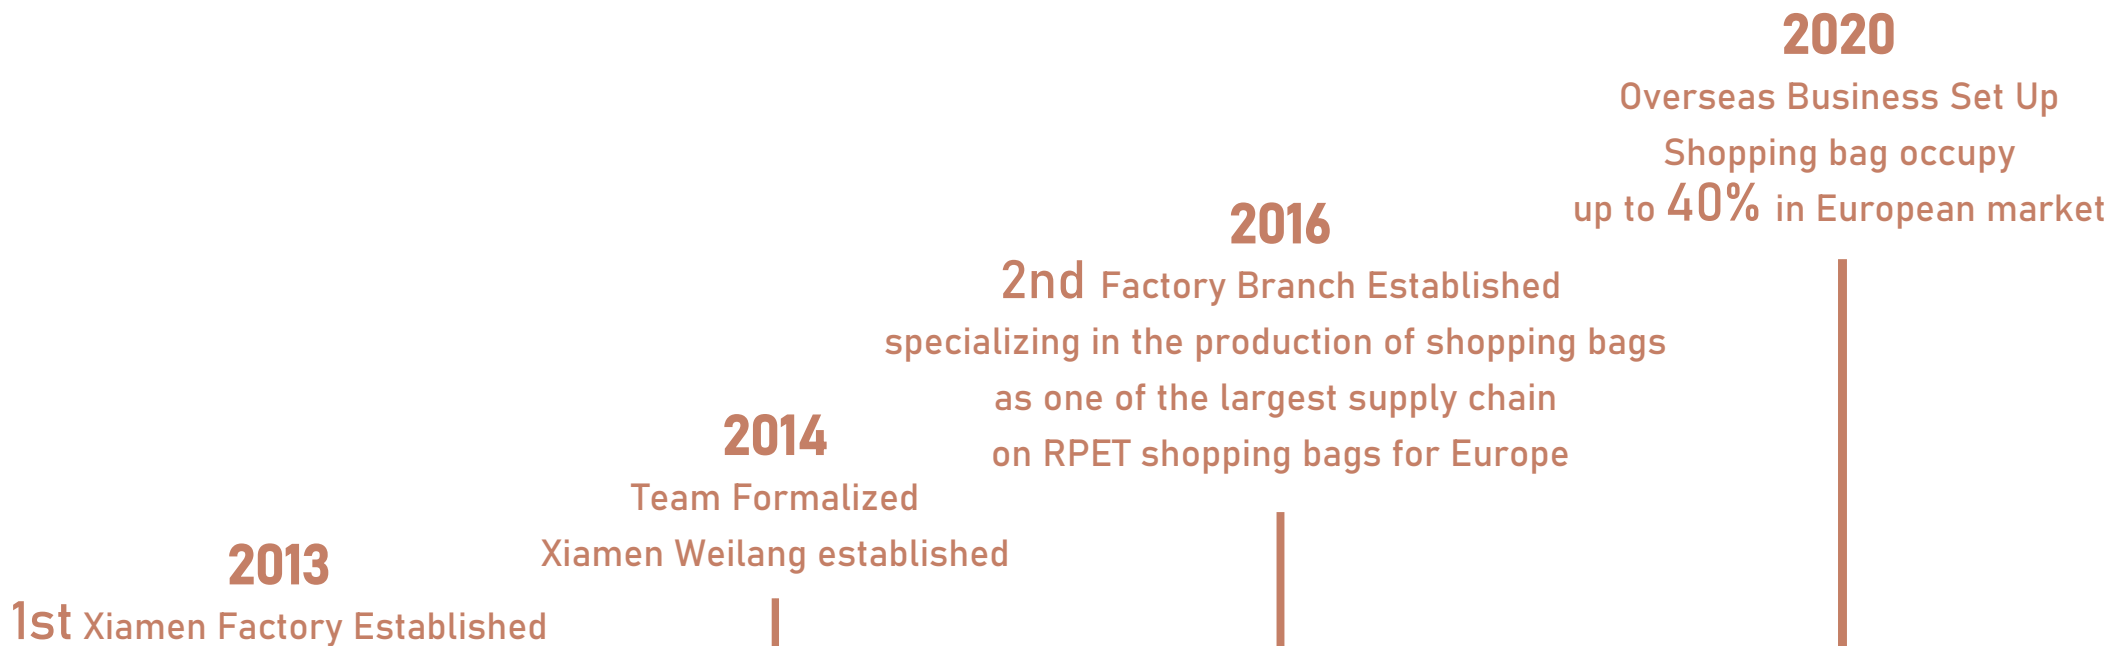 2013
1st Xiamen Factory Established
2014
Team Formalized
Xiamen Weilang established
2016
2nd Factory Branch Established
specializing in the production of shopping bags
as one of the largest supply chain
on RPET shopping bags for Europe
2020
Overseas Business Set Up
Shopping bag occupy
up to 40% in European market